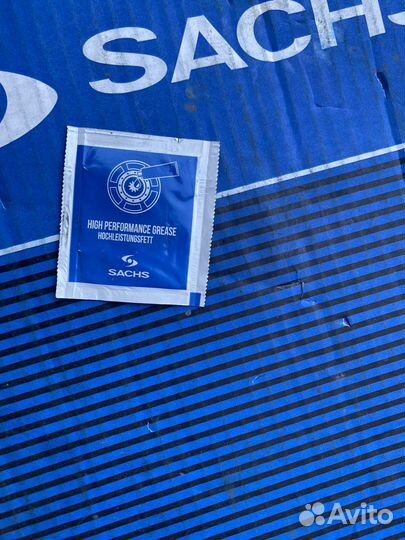 SACHS
HIGH PERFORMANCE GREASE
HOCHLEISTUNGSFETT
SACHS
Avito